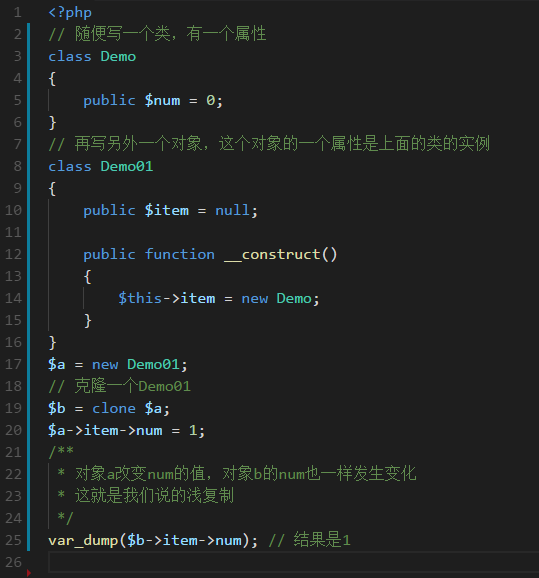 1 <?php
2 // 随便写一个类，有一个属性
3 class Demo
4 {
5     public $num = 0;
6 }
7 // 再写另外一个对象，这个对象的一个属性是上面的类的实例
8 class Demo01
9 {
10     public $item = null;
11
12     public function __construct()
13     {
14         $this->item = new Demo;
15     }
16 }
17 $a = new Demo01;
18 // 克隆一个Demo01
19 $b = clone $a;
20 $a->item->num = 1;
21 /**
22  * 对象a改变num的值，对象b的num也一样发生变化
23  * 这就是我们说的浅复制
24  */
25 var_dump($b->item->num); // 结果是1
26